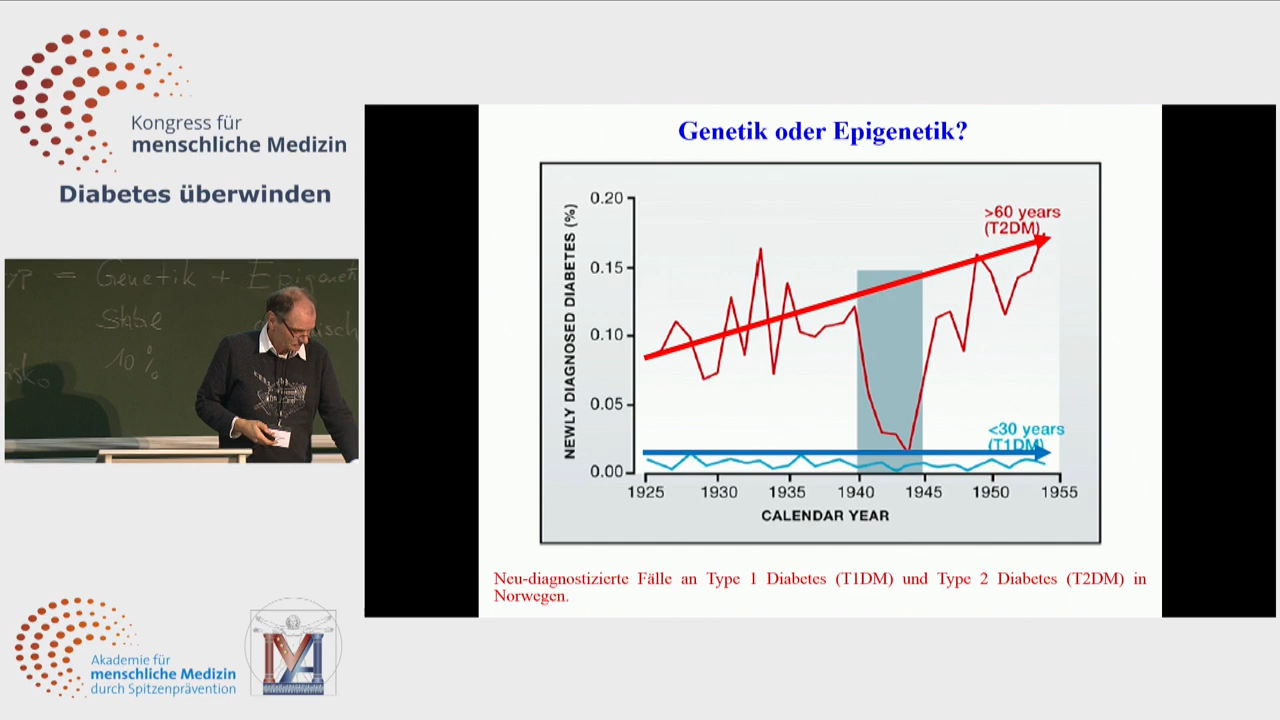 Kongress für
menschliche Medizin
Diabetes überwinden
= Genetik +
10 %
Akademie für
menschliche Medizin
durch Spitzenprävention
Genetik oder Epigenetik?
NEWLY DIAGNOSED DIABETES (%)
0.20
0.15
0.10
0.05
0.00
>60 years
(T2DM)
<30 years
(T1DM)
1925 1930 1935 1940 1945 1950 1955
CALENDAR YEAR
Neu-diagnostizierte Fälle an Type 1 Diabetes (T1DM) und Type 2 Diabetes (T2DM) in
Norwegen.